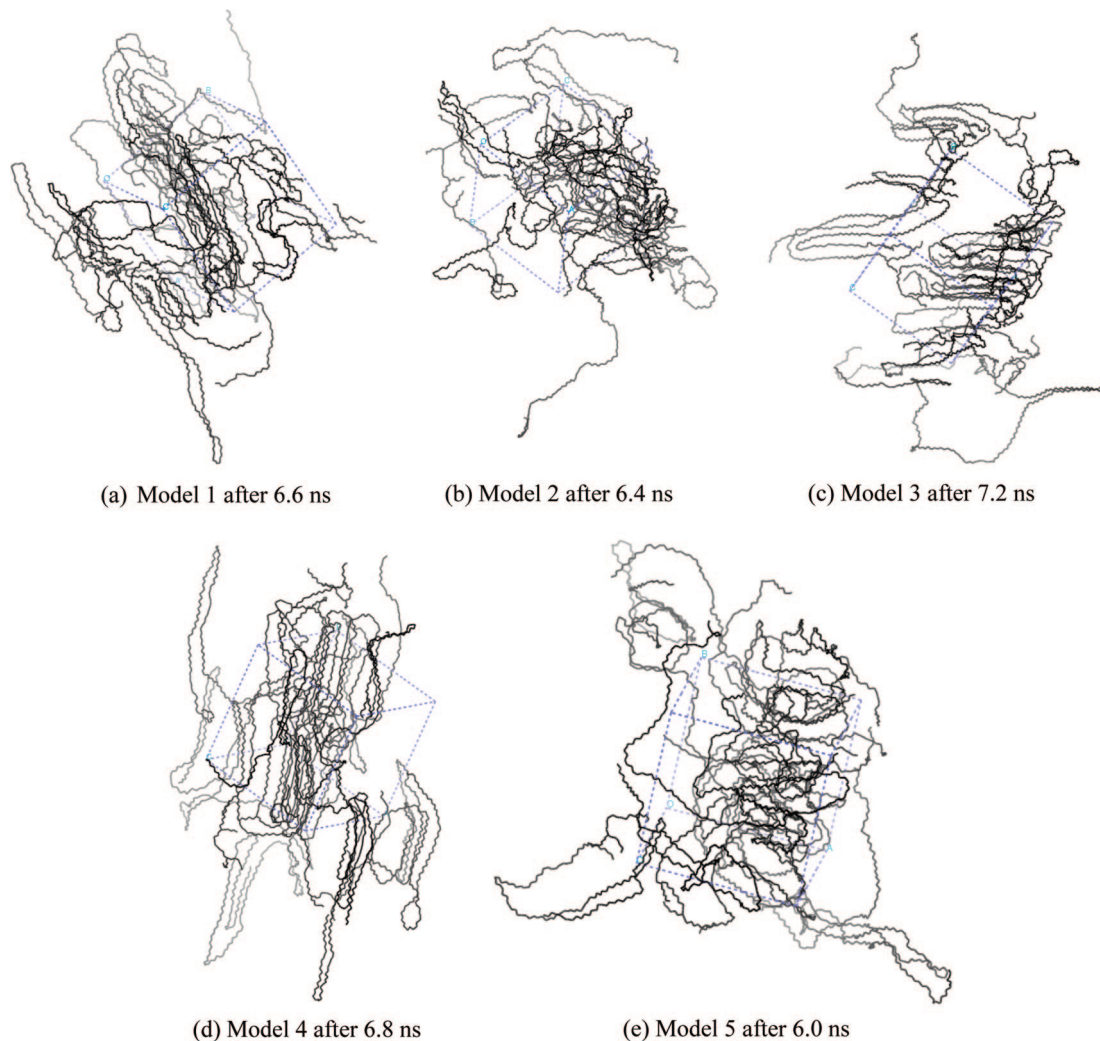 (a) Model 1 after 6.6 ns
(b) Model 2 after 6.4 ns
(c) Model 3 after 7.2 ns
(d) Model 4 after 6.8 ns
(e) Model 5 after 6.0 ns